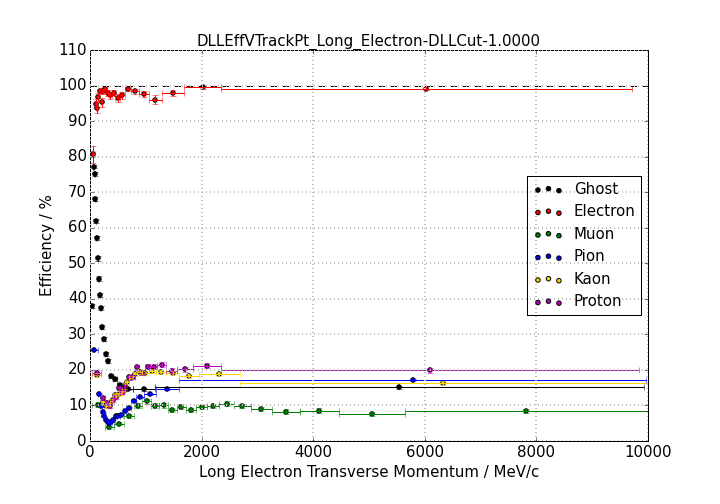 DLLEffVTrackPt_Long_Electron-DLLCut-1.0000
110
100
90
80
70
60
50
40
30
20
10
0
Efficiency / %
Ghost
Electron
Muon
Pion
Kaon
Proton
0 2000 4000 6000 8000 10000
Long Electron Transverse Momentum / MeV/c